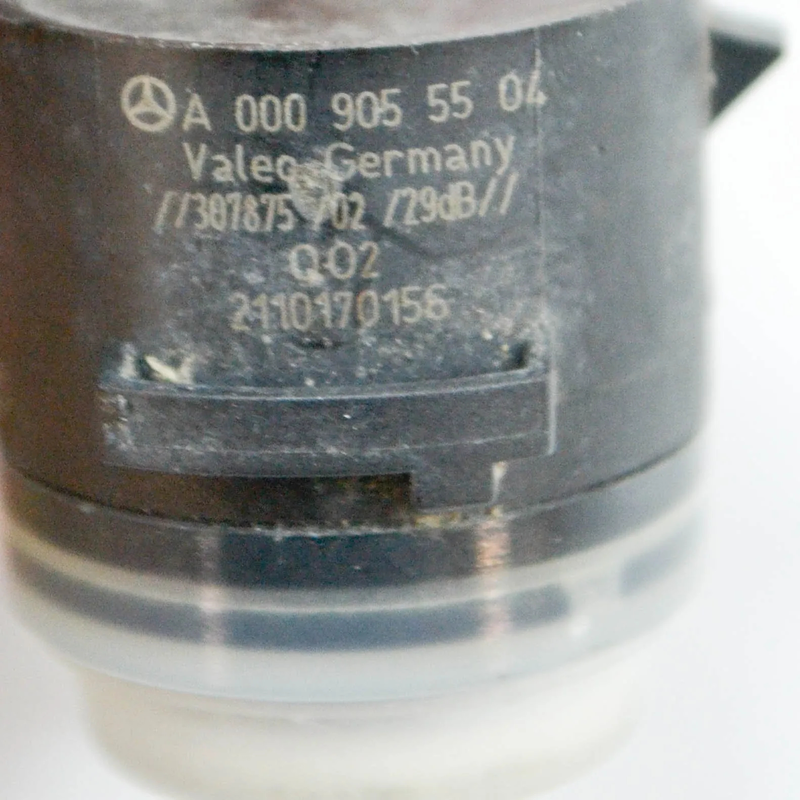 A 000 905 55 04
Valeo Germany
//307875 /02 /29dB//
Q02
2110170156